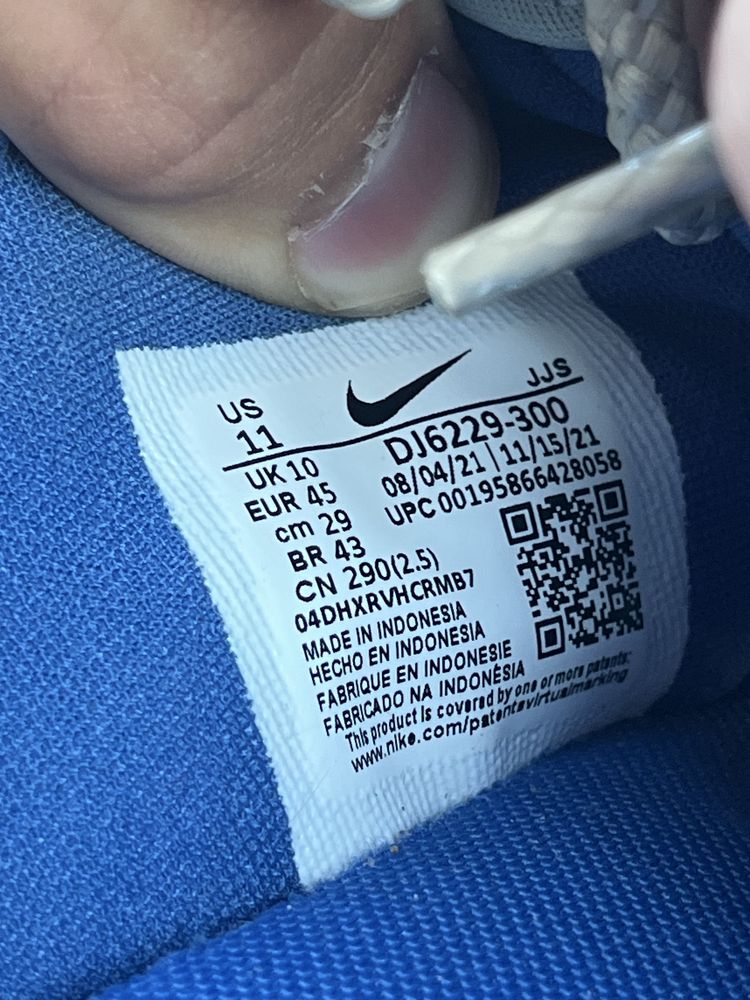 US
11
JJS
UK 10
EUR 45
cm 29
BR 43
CN 290(2.5)
DJ6229-300
08/04/21 | 11/15/21
UPC 00195866428058
04DHXRVHCRMB7
MADE IN INDONESIA
HECHO EN INDONESIA
FABRIQUE EN INDONESIE
FABRICADO NA INDONÉSIA
This product is covered by one or more patents:
www.nike.com/patentsvirtualmarking